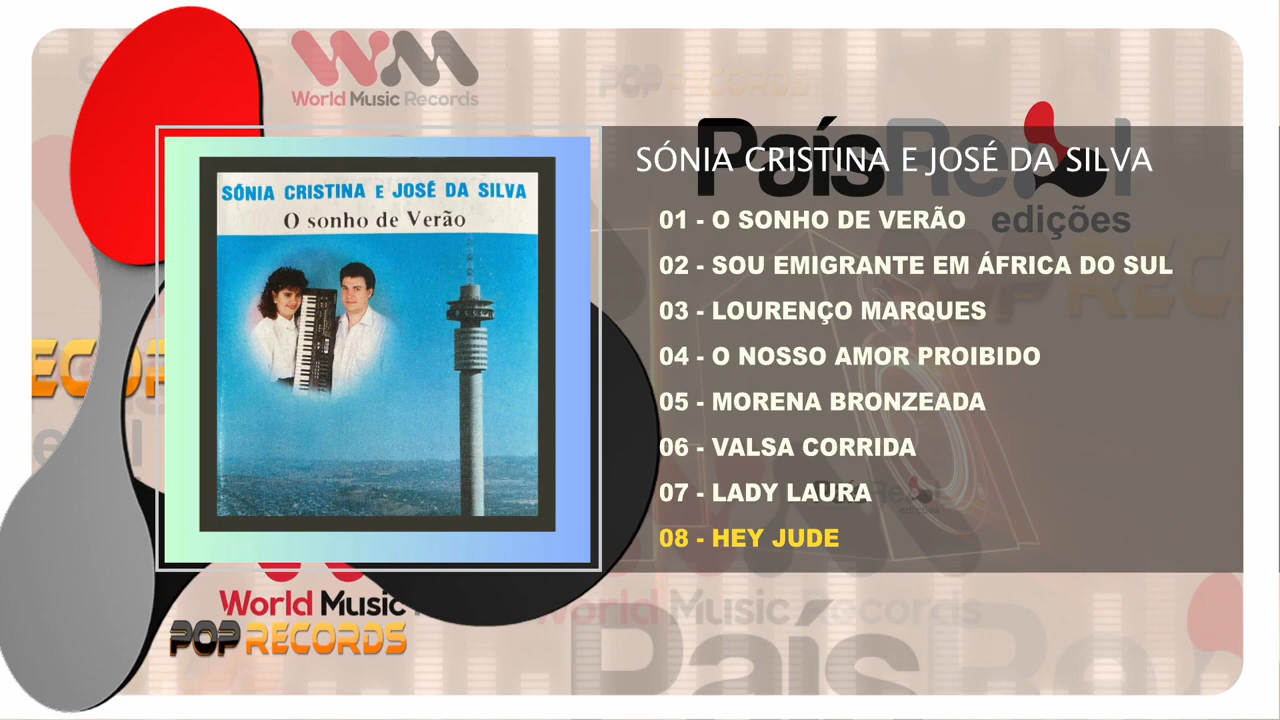 World Music Records
POP RECORDS
PaísReal
edições
SÓNIA CRISTINA E JOSÉ DA SILVA
O sonho de Verão
SÓNIA CRISTINA E JOSÉ DA SILVA
01 - O SONHO DE VERÃO
02 - SOU EMIGRANTE EM ÁFRICA DO SUL
03 - LOURENÇO MARQUES
04 - O NOSSO AMOR PROIBIDO
05 - MORENA BRONZEADA
06 - VALSA CORRIDA
07 - LADY LAURA
08 - HEY JUDE
World Music
POP RECORDS
World Music Records